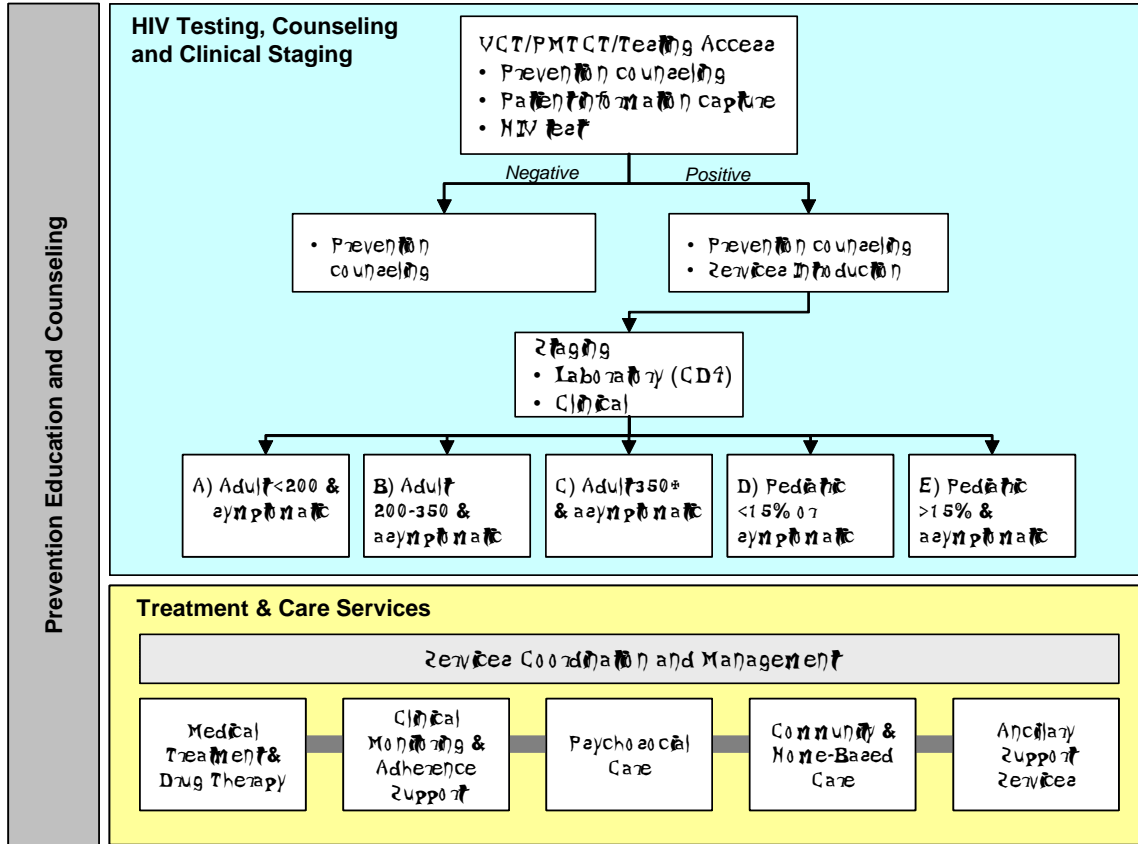 Prevention Education and Counseling
HIV Testing, Counseling
and Clinical Staging
VCT/PMTCT/Testing Access
• Prevention counseling
• Patient information capture
• HIV test
Negative
Positive
• Prevention
counseling
• Prevention counseling
• Services Introduction
Staging
• Laboratory (CD4)
• Clinical
A) Adult <200 &
symptomatic
B) Adult
200-350 &
asymptomatic
C) Adult 350+
& asymptomatic
D) Pediatric
<15% or
symptomatic
E) Pediatric
>15% &
asymptomatic
Treatment & Care Services
Services Coordination and Management
Medical
Treatment &
Drug Therapy
Clinical
Monitoring &
Adherence
Support
Psychosocial
Care
Community &
Home-Based
Care
Ancillary
Support
Services